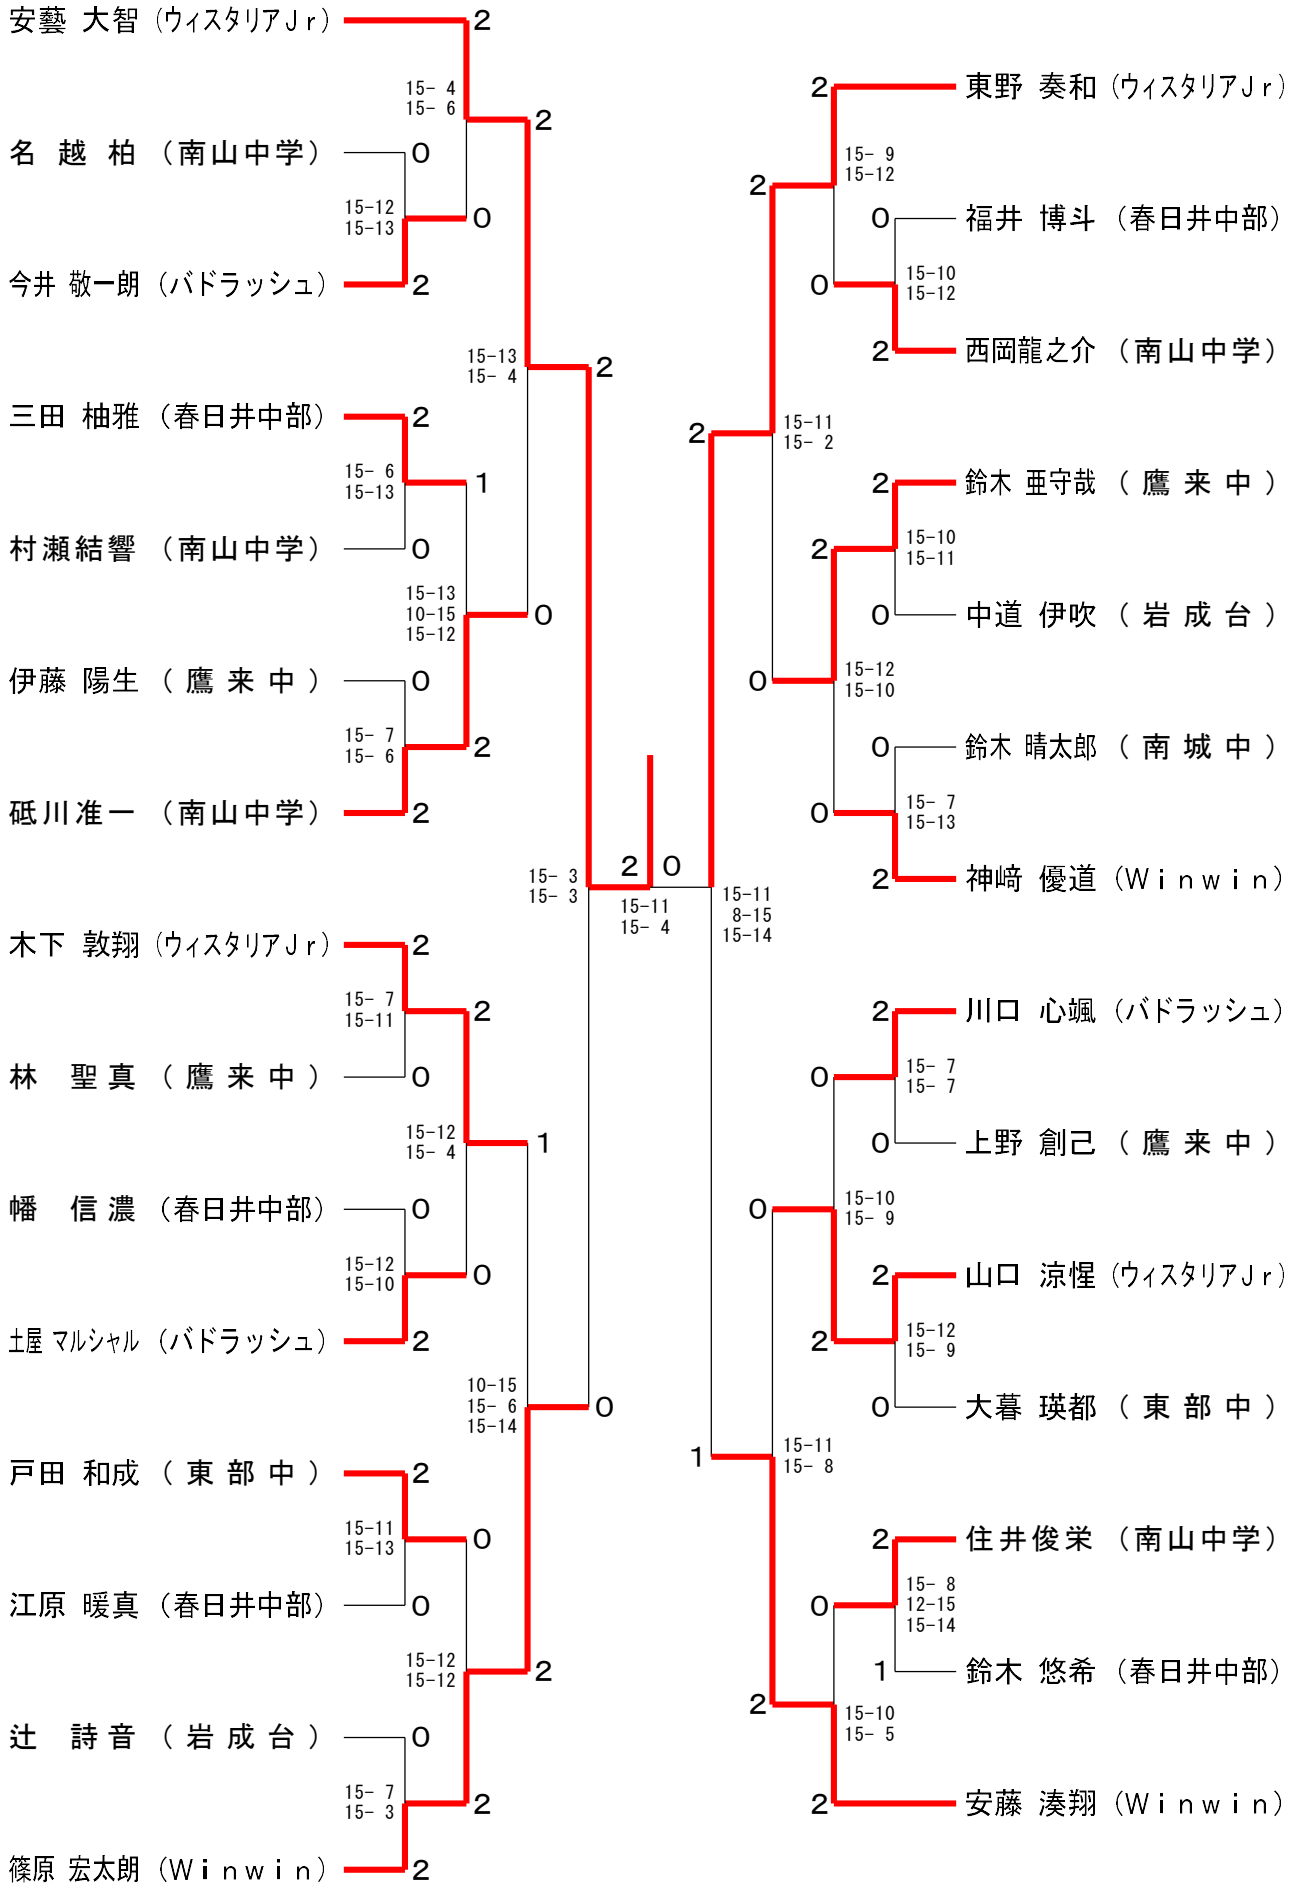 安藝 大智 (ウィスタリアJr) 2
15- 4
15- 6
2
名 越 柏 (南山中学) 0
15-12
15-13
0
今井 敬一朗 (バドラッシュ) 2
15-13
15- 4
2
三田 柚雅 (春日井中部) 2
15- 6
15-13
1
村瀬結響 (南山中学) 0
15-13
10-15
15-12
0
伊藤 陽生 (鷹来中) 0
15- 7
15- 6
2
砥川准一 (南山中学) 2
15- 3
15- 3
2 0
15-11
15- 4
木下 敦翔 (ウィスタリアJr) 2
15- 7
15-11
2
林 聖真 (鷹来中) 0
15-12
15- 4
1
幡 信濃 (春日井中部) 0
15-12
15-10
0
土屋 マルシャル (バドラッシュ) 2
10-15
15- 6
15-14
0
戸田 和成 (東部中) 2
15-11
15-13
0
江原 暖真 (春日井中部) 0
15-12
15-12
2
辻 詩音 (岩成台) 0
15- 7
15- 3
2
篠原 宏太朗 (Winwin) 2
2 東野 奏和 (ウィスタリアJr)
15- 9
15-12
2
0 福井 博斗 (春日井中部)
15-10
15-12
0
2 西岡龍之介 (南山中学)
2
15-11
15- 2
2 鈴木 亜守哉 (鷹来中)
15-10
15-11
2
0 中道 伊吹 (岩成台)
15-12
15-10
0
0 鈴木 晴太郎 (南城中)
15- 7
15-13
0
2 神﨑 優道 (Winwin)
15-11
8-15
15-14
2 川口 心颯 (バドラッシュ)
15- 7
15- 7
0
0 上野 創己 (鷹来中)
15-10
15- 9
0
2 山口 涼惺 (ウィスタリアJr)
15-12
15- 9
2
0 大暮 瑛都 (東部中)
15-11
15- 8
1
2 住井俊栄 (南山中学)
15- 8
12-15
15-14
0
1 鈴木 悠希 (春日井中部)
15-10
15- 5
2
2 安藤 湊翔 (Winwin)